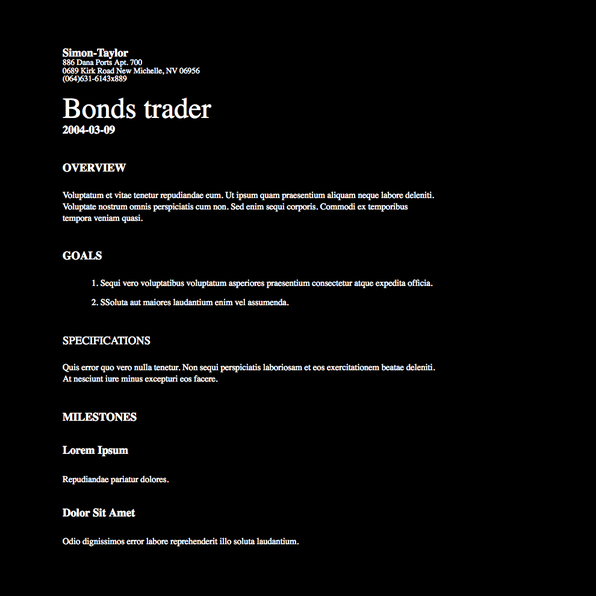 Simon-Taylor
886 Dana Ports Apt. 700
0689 Kirk Road New Michelle, NV 06956
(064)631-6143x889
Bonds trader
2004-03-09
OVERVIEW
Voluptatum et vitae tenetur repudiandae eum. Ut ipsum quam praesentium aliquam neque labore deleniti.
Voluptate nostrum omnis perspiciatis cum non. Sed enim sequi corporis. Commodi ex temporibus
tempora veniam quasi.
GOALS
1. Sequi vero voluptatibus voluptatum asperiores praesentium consectetur atque expedita officia.
2. SSoluta aut maiores laudantium enim vel assumenda.
SPECIFICATIONS
Quis error quo vero nulla tenetur. Non sequi perspiciatis laboriosam et eos exercitationem beatae deleniti.
At nesciunt iure minus excepturi eos facere.
MILESTONES
Lorem Ipsum
Repudiandae pariatur dolores.
Dolor Sit Amet
Odio dignissimos error labore reprehenderit illo soluta laudantium.